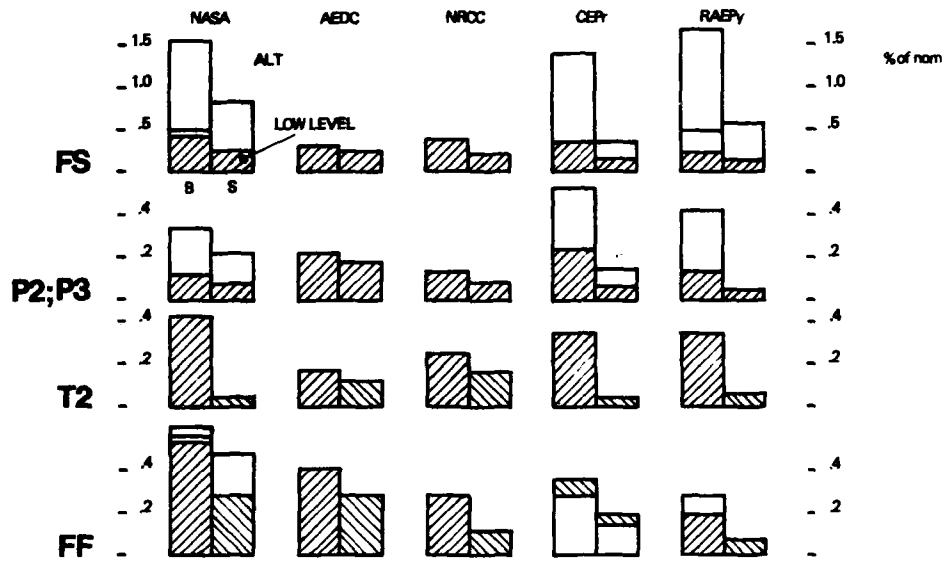 NASA AEDC NRCC CEPr RAEPy
1.5 1.5 % of nom
ALT
1.0 1.0
.5 LOW LEVEL .5
FS
B S
.4 .4
.2 .2
P2;P3
.4 .4
.2 .2
T2
.4 .4
.2 .2
FF